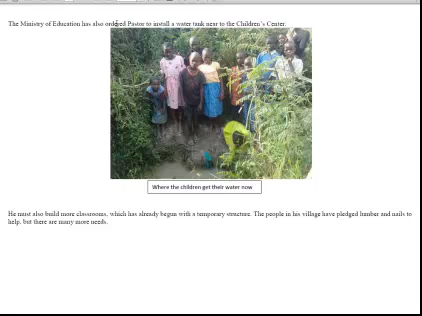 The Ministry of Education has also ordered Pastor to install a water tank near to the Children's Center.
Where the children get their water now
He must also build more classrooms, which has already begun with a temporary structure. The people in his village have pledged lumber and nails to
help, but there are many more needs.